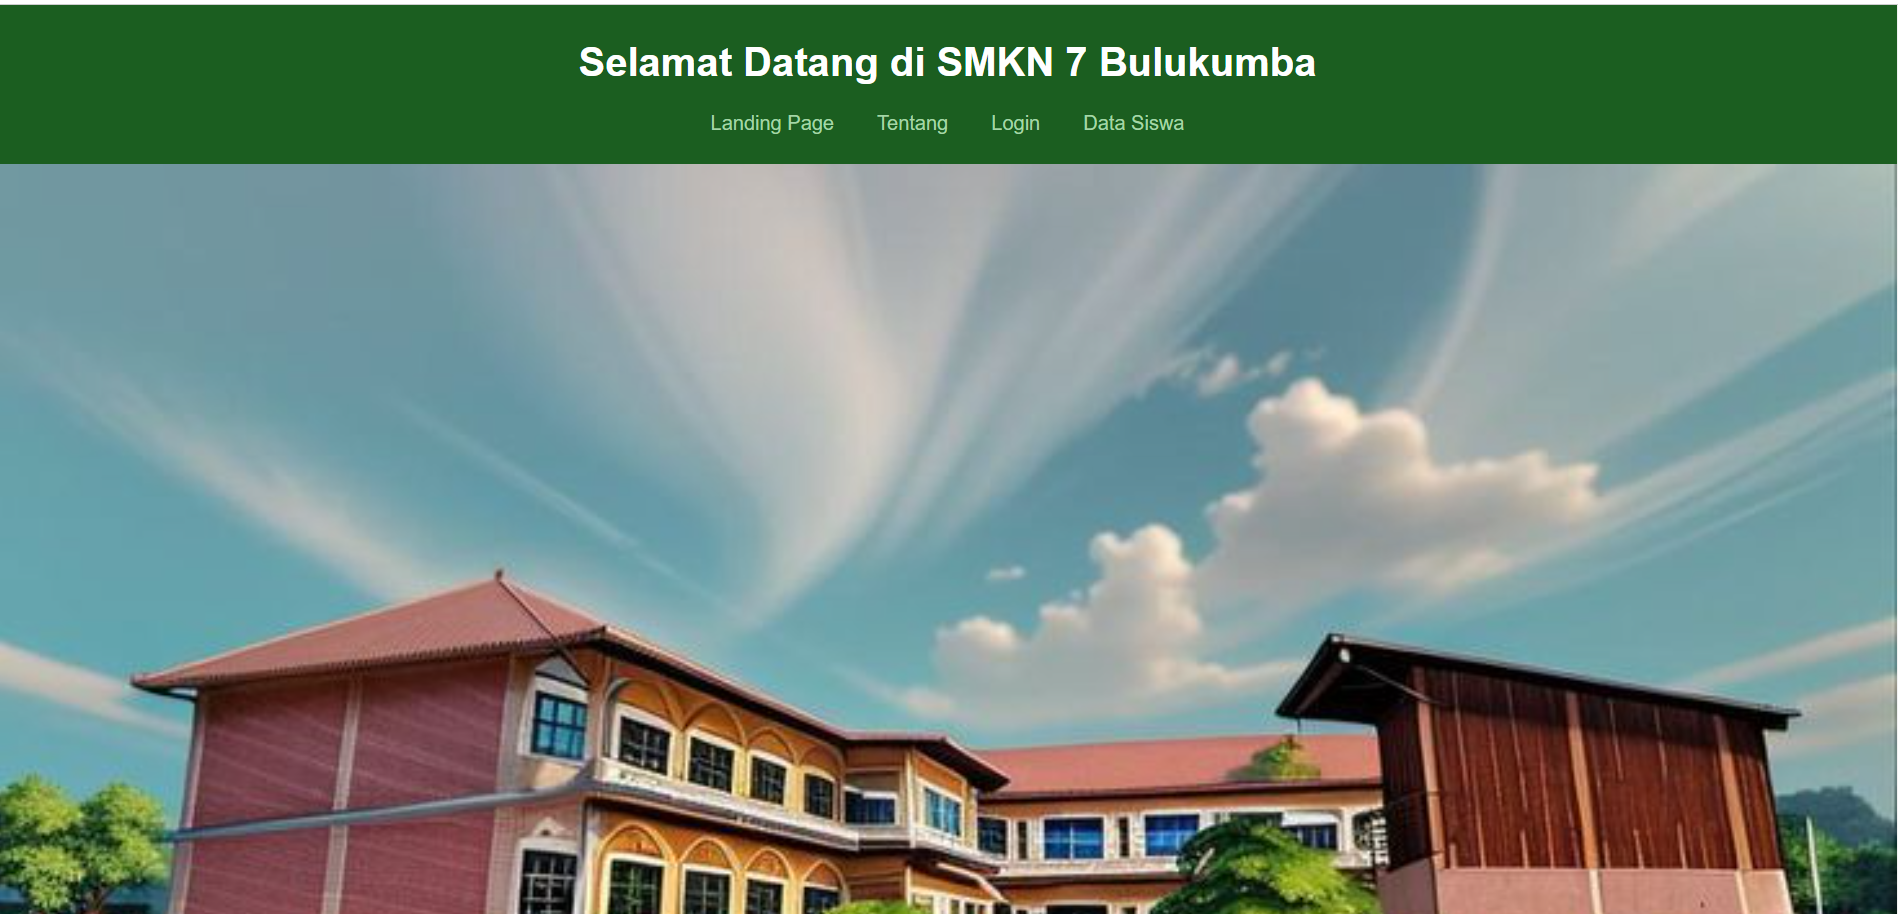 Selamat Datang di SMKN 7 Bulukumba
Landing Page Tentang Login Data Siswa